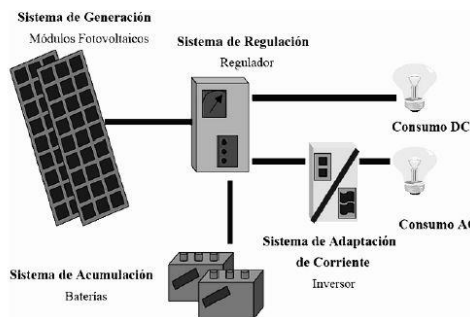 Sistema de Generación
Módulos Fotovoltaicos
Sistema de Regulación
Regulador
Consumo DC
Consumo AC
Sistema de Adaptación
de Corriente
Inversor
Sistema de Acumulación
Baterías